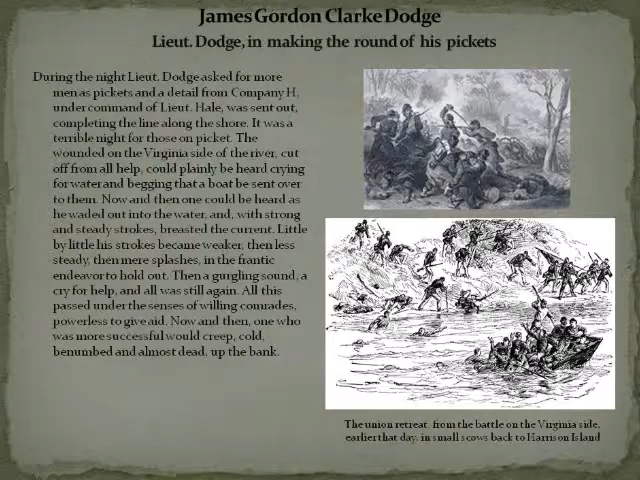 James Gordon Clarke Dodge
Lieut. Dodge, in making the round of his pickets
During the night Lieut. Dodge asked for more
men as pickets and a detail from Company H,
under command of Lieut. Hale, was sent out,
completing the line along the shore. It was a
terrible night for those on picket. The
wounded on the Virginia side of the river, cut
off from all help, could plainly be heard crying
for water and begging that a boat be sent over
to them. Now and then one could be heard as
he waded out into the water, and, with strong
and steady strokes, breasted the current. Little
by little his strokes became weaker, then less
steady, then mere splashes, in the frantic
endeavor to hold out. Then a gurgling sound, a
cry for help, and all was still again. All this
passed under the senses of willing comrades,
powerless to give aid. Now and then, one who
was more successful would creep, cold,
benumbed and almost dead, up the bank.
The union retreat, from the battle on the Virginia side,
earlier that day, in small scows back to Harrison Island